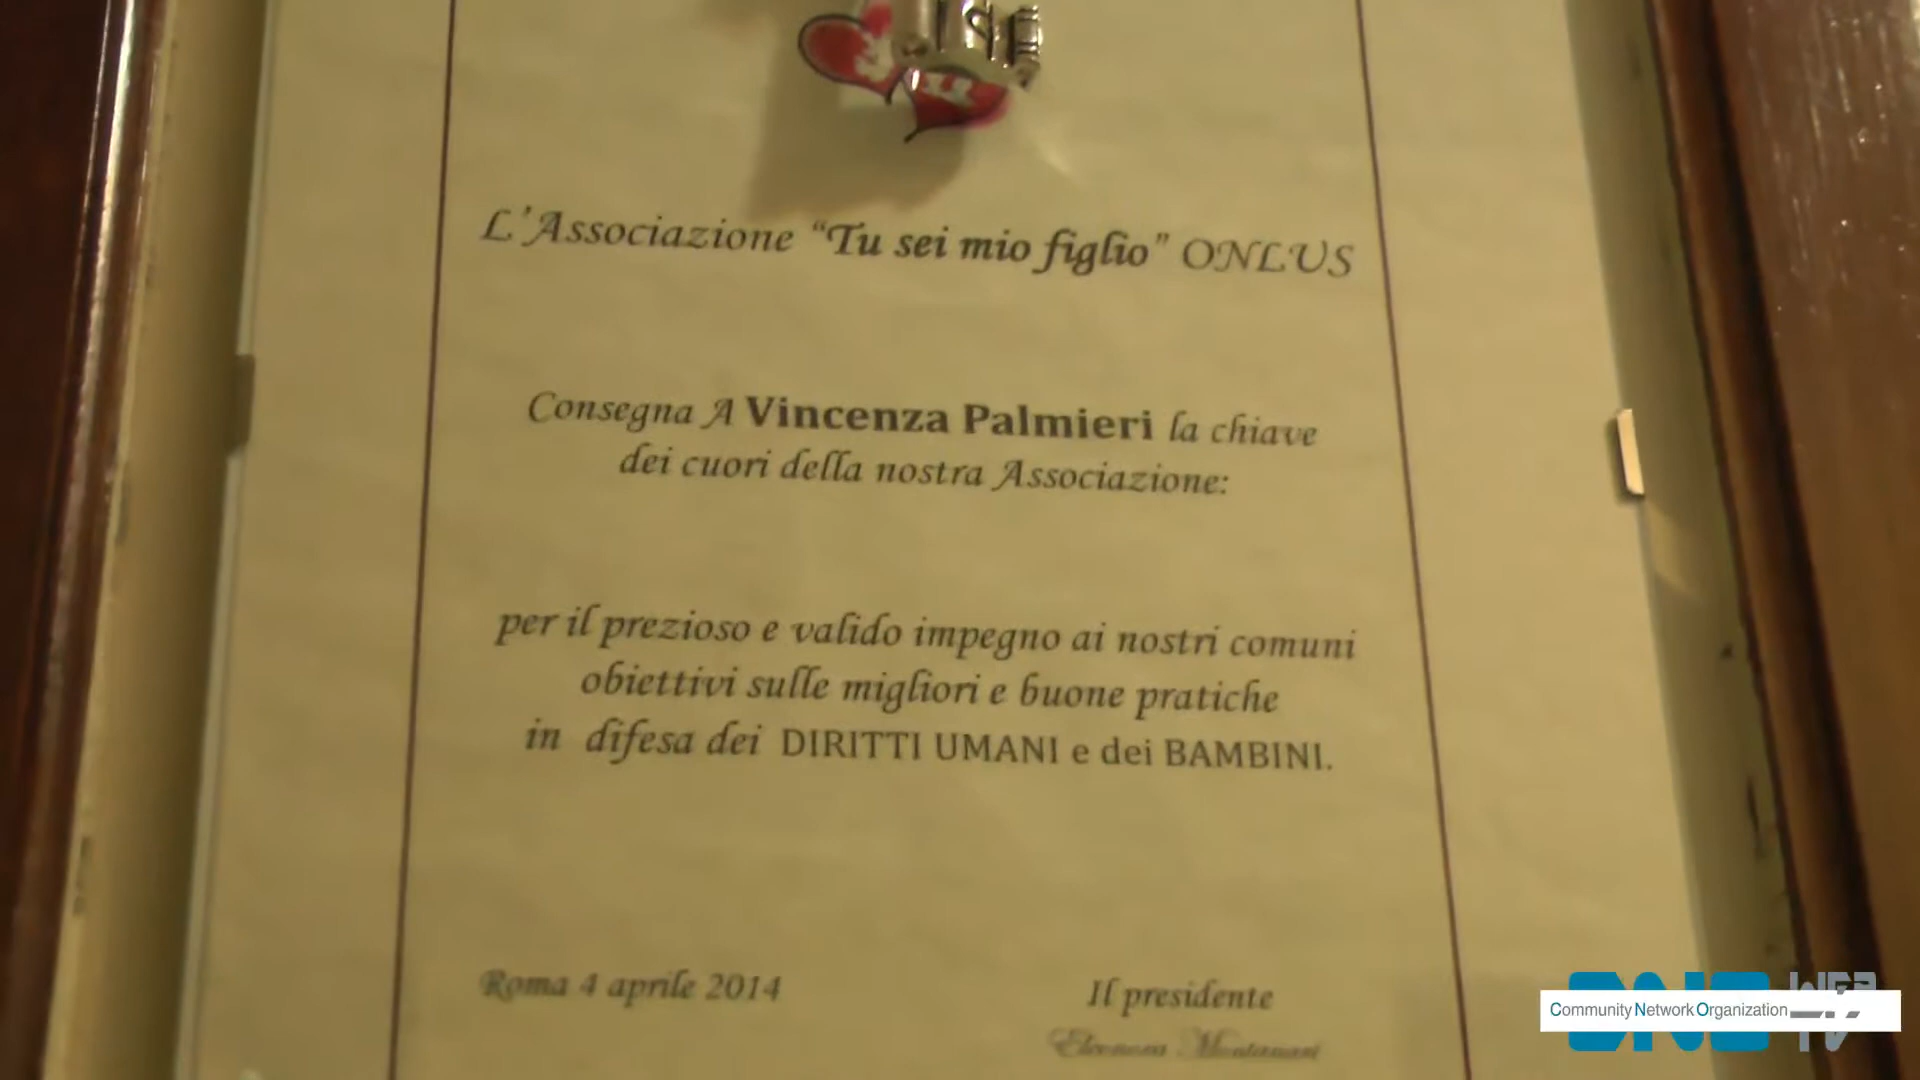 L'Associazione “Tu sei mio figlio” ONLUS
Consegna A Vincenza Palmieri la chiave
dei cuori della nostra Associazione:
per il prezioso e valido impegno ai nostri comuni
obiettivi sulle migliori e buone pratiche
in difesa dei DIRITTI UMANI e dei BAMBINI.
Roma 4 aprile 2014
Il presidente
Eleonora Montanari
Community Network Organization